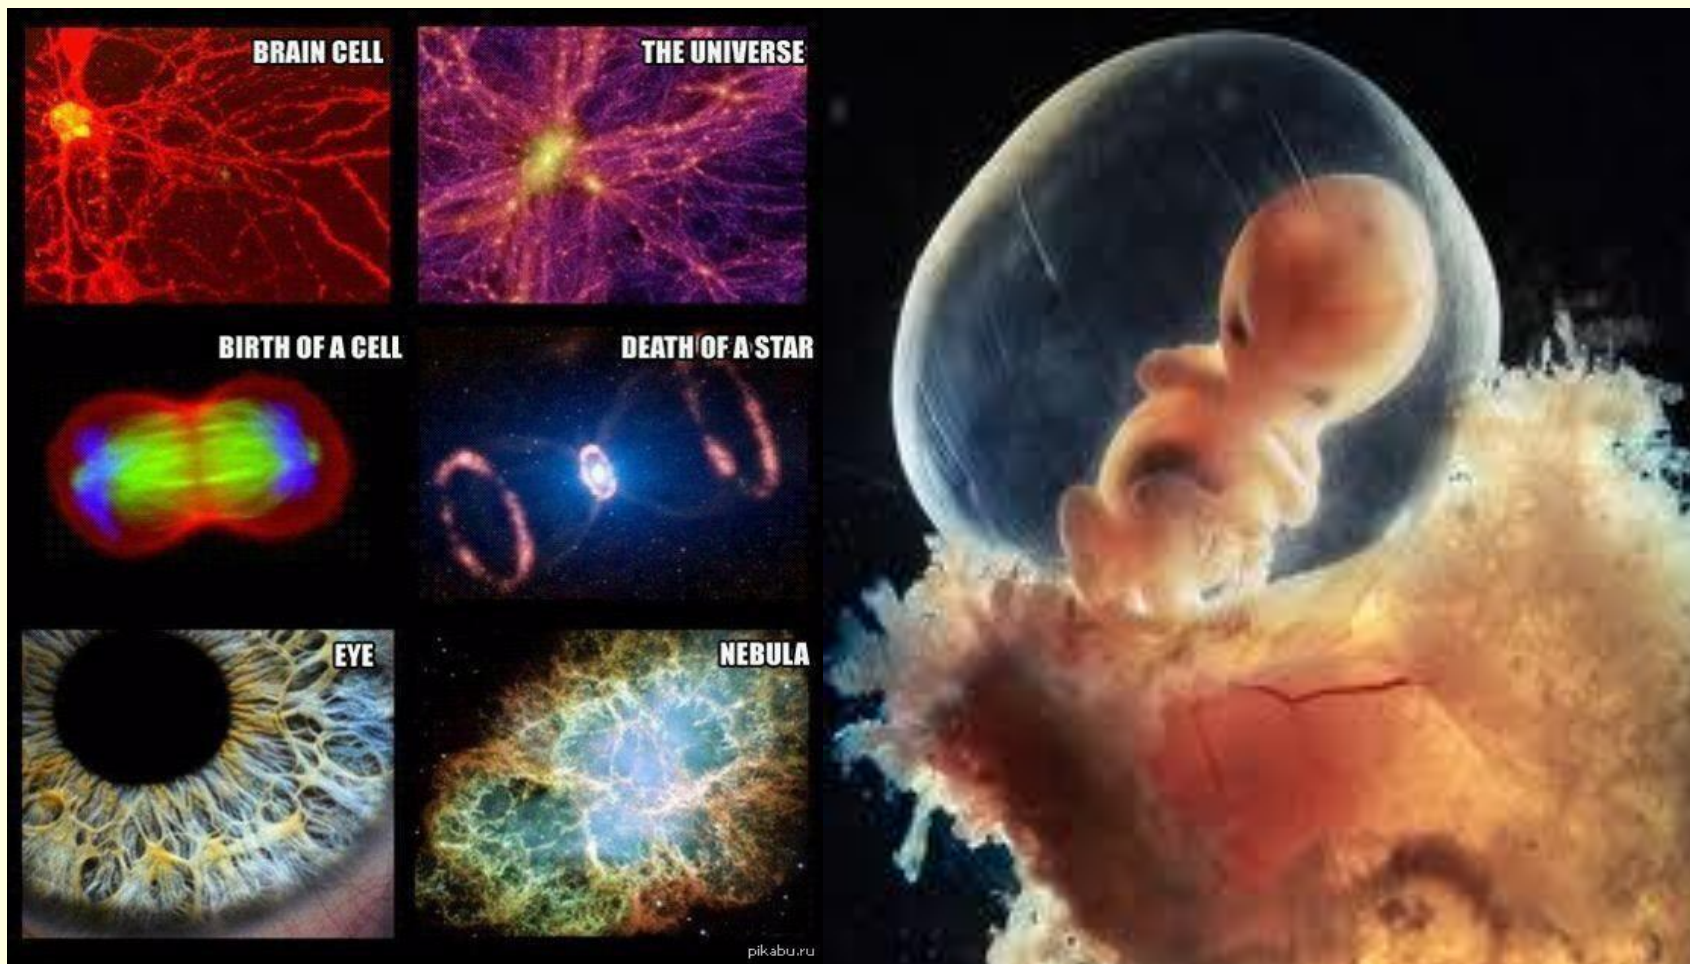 BRAIN CELL
THE UNIVERSE
BIRTH OF A CELL
DEATH OF A STAR
EYE
NEBULA
pikabu.ru